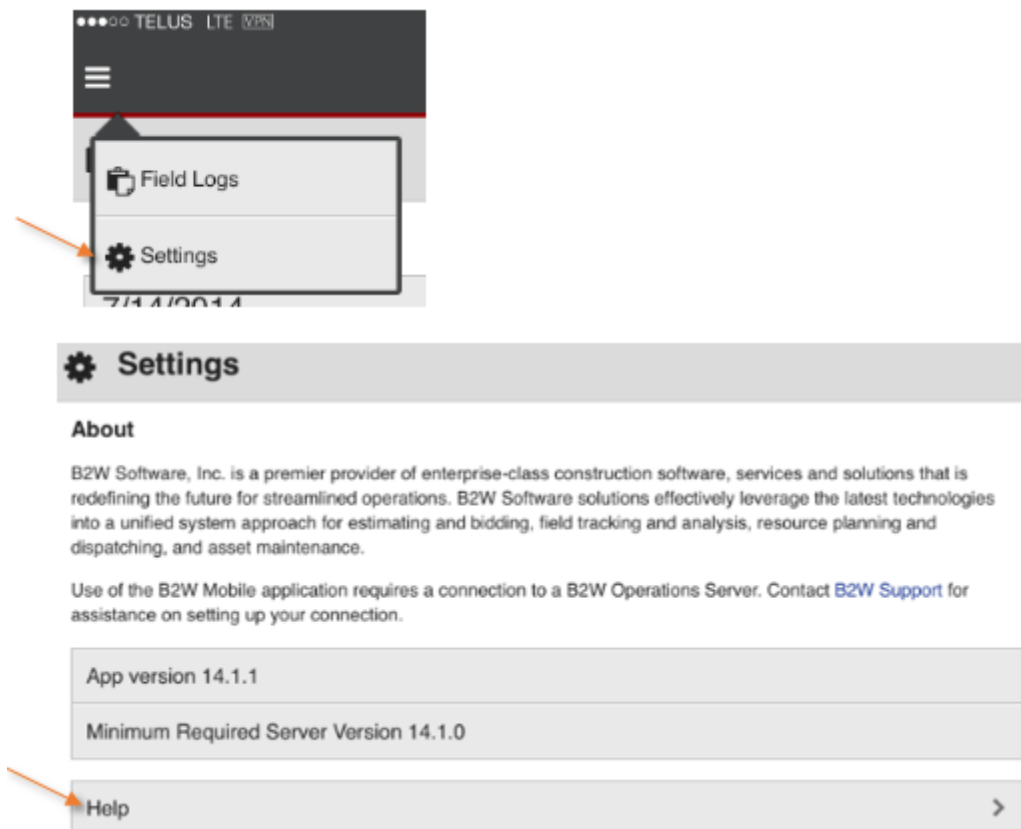 TELUS LTE VPN
Field Logs
Settings
7/14/2014
Settings
About
B2W Software, Inc. is a premier provider of enterprise-class construction software, services and solutions that is
redefining the future for streamlined operations. B2W Software solutions effectively leverage the latest technologies
into a unified system approach for estimating and bidding, field tracking and analysis, resource planning and
dispatching, and asset maintenance.
Use of the B2W Mobile application requires a connection to a B2W Operations Server. Contact B2W Support for
assistance on setting up your connection.
App version 14.1.1
Minimum Required Server Version 14.1.0
Help